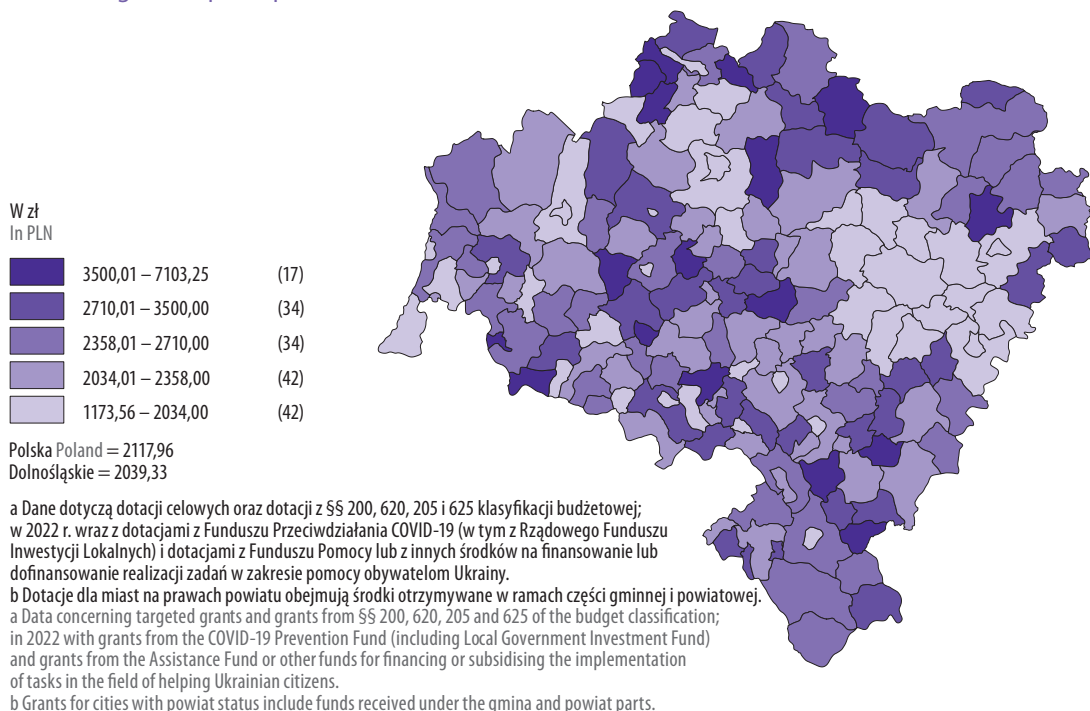 W zł
In PLN
3500,01 – 7103,25 (17)
2710,01 – 3500,00 (34)
2358,01 – 2710,00 (34)
2034,01 – 2358,00 (42)
1173,56 – 2034,00 (42)
Polska Poland = 2117,96
Dolnośląskie = 2039,33
a Dane dotyczą dotacji celowych oraz dotacji z §§ 200, 620, 205 i 625 klasyfikacji budżetowej;
w 2022 r. wraz z dotacjami z Funduszu Przeciwdziałania COVID-19 (w tym z Rządowego Funduszu
Inwestycji Lokalnych) i dotacjami z Funduszu Pomocy lub z innych środków na finansowanie lub
dofinansowanie realizacji zadań w zakresie pomocy obywatelom Ukrainy.
b Dotacje dla miast na prawach powiatu obejmują środki otrzymywane w ramach części gminnej i powiatowej.
a Data concerning targeted grants and grants from §§ 200, 620, 205 and 625 of the budget classification;
in 2022 with grants from the COVID-19 Prevention Fund (including Local Government Investment Fund)
and grants from the Assistance Fund or other funds for financing or subsidising the implementation
of tasks in the field of helping Ukrainian citizens.
b Grants for cities with powiat status include funds received under the gmina and powiat parts.